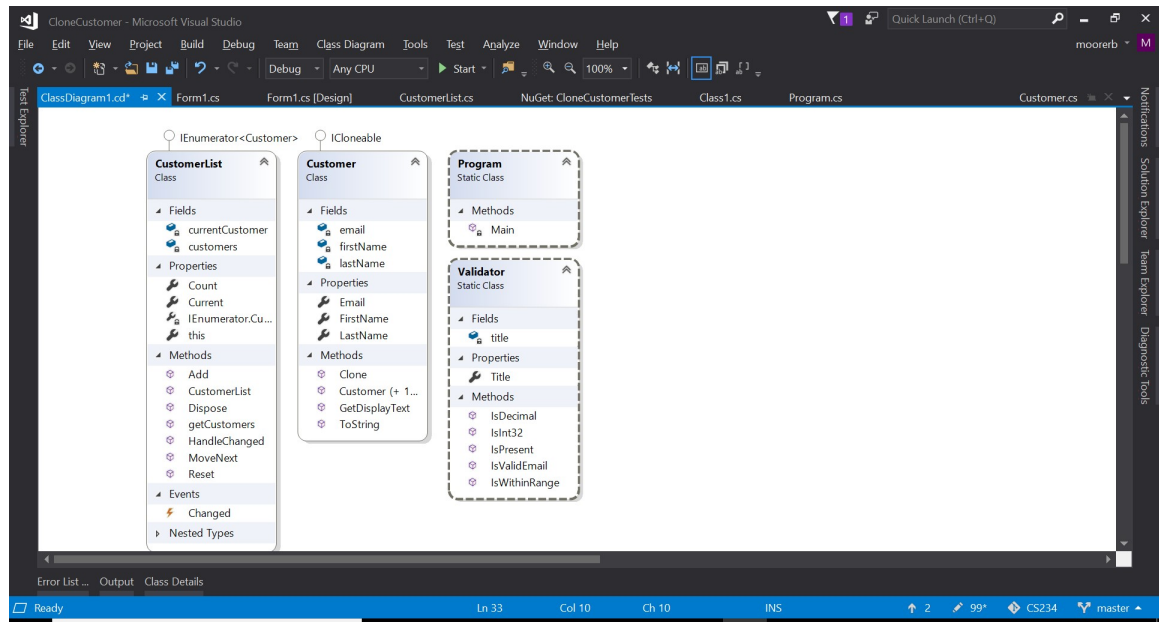 CloneCustomer - Microsoft Visual Studio
1
Quick Launch (Ctrl+Q)
File Edit View Project Build Debug Team Class Diagram Tools Test Analyze Window Help
moorerb M
Debug Any CPU Start 100%
ClassDiagram1.cd* Form1.cs Form1.cs [Design] CustomerList.cs NuGet: CloneCustomerTests Class1.cs Program.cs Customer.cs
Test Explorer
IEnumerator<Customer>
CustomerList
Class
Fields
currentCustomer
customers
Properties
Count
Current
IEnumerator.Cu...
this
Methods
Add
CustomerList
Dispose
getCustomers
HandleChanged
MoveNext
Reset
Events
Changed
Nested Types
ICloneable
Customer
Class
Fields
email
firstName
lastName
Properties
Email
FirstName
LastName
Methods
Clone
Customer (+ 1...
GetDisplayText
ToString
Program
Static Class
Methods
Main
Validator
Static Class
Fields
title
Properties
Title
Methods
IsDecimal
IsInt32
IsPresent
IsValidEmail
IsWithinRange
Notifications
Solution Explorer
Team Explorer
Diagnostic Tools
Error List ... Output Class Details
Ready Ln 33 Col 10 Ch 10 INS 2 99* CS234 master